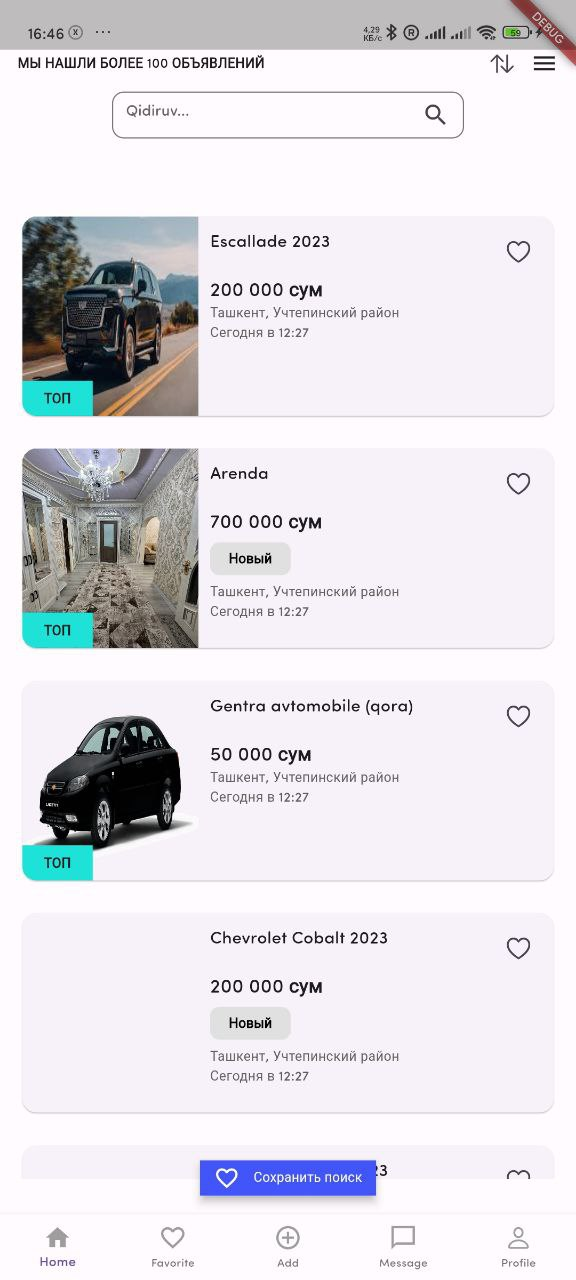 16:46
4,29
КБ/с
59
DEBUG
МЫ НАШЛИ БОЛЕЕ 100 ОБЪЯВЛЕНИЙ
Qidiruv...
Escallade 2023
200 000 сум
Ташкент, Учтепинский район
Сегодня в 12:27
ТОП
Arenda
700 000 сум
Новый
Ташкент, Учтепинский район
Сегодня в 12:27
ТОП
Gentra avtomobile (qora)
50 000 сум
Ташкент, Учтепинский район
Сегодня в 12:27
ТОП
Chevrolet Cobalt 2023
200 000 сум
Новый
Ташкент, Учтепинский район
Сегодня в 12:27
Сохранить поиск
Home
Favorite
Add
Message
Profile